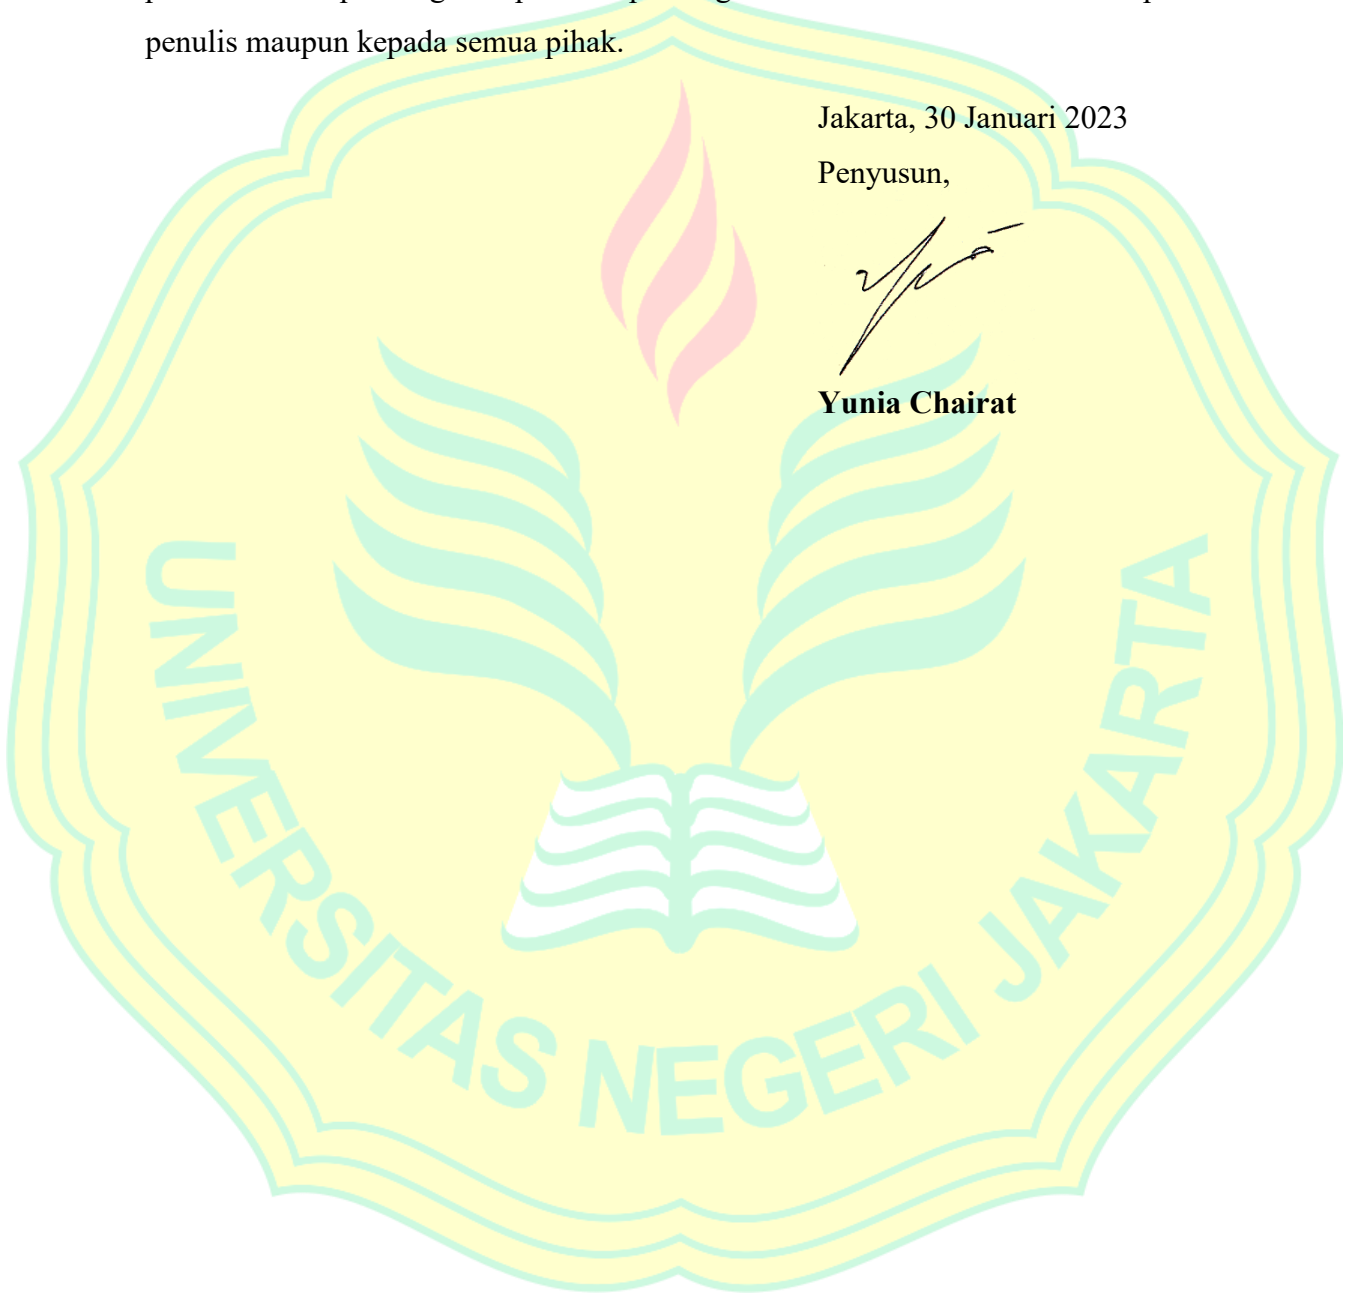 penulis maupun kepada semua pihak.
Jakarta, 30 Januari 2023
Penyusun,
Yunia Chairat
UNIVERSITAS NEGERI JAKARTA